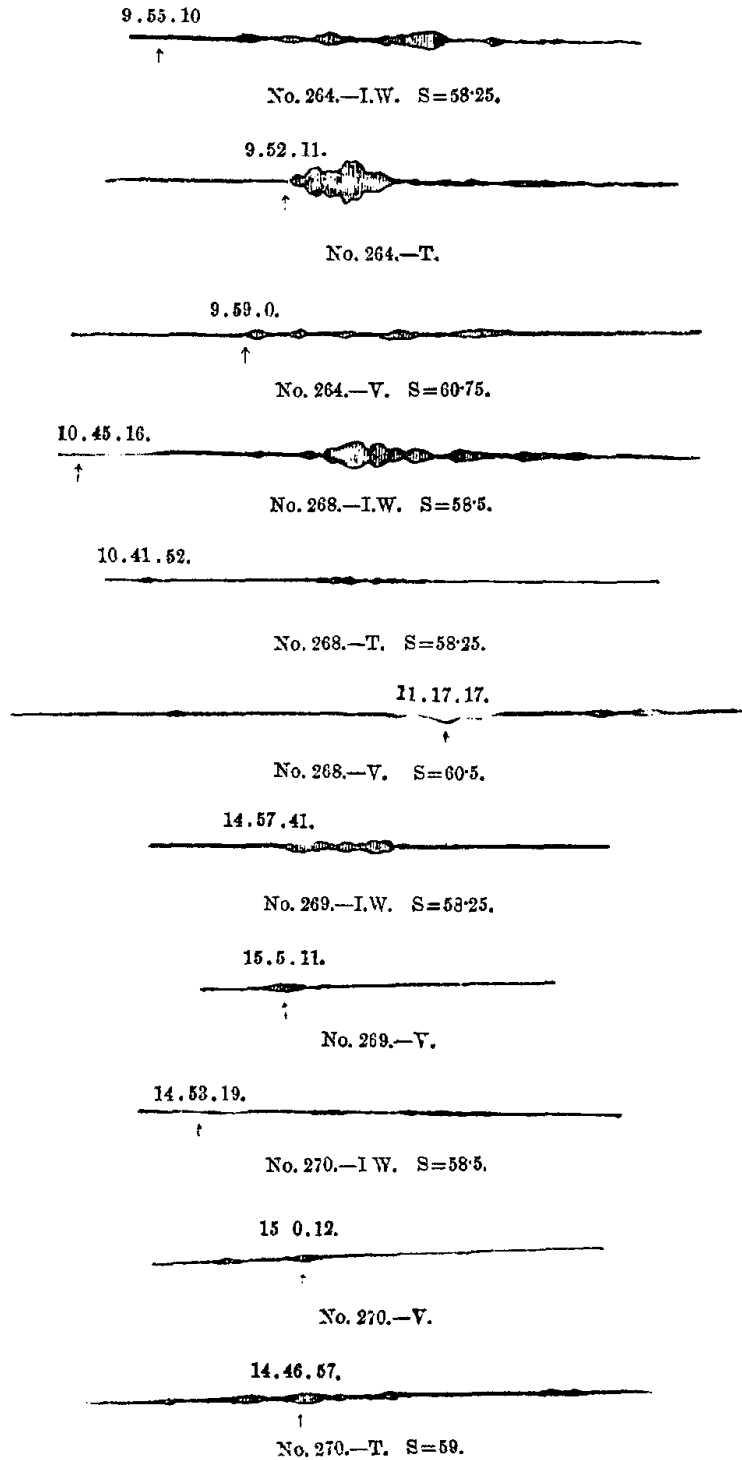 9.55.10
No. 264.—I.W. S=58·25.
9.52.11.
No. 264.—T.
9.59.0.
No. 264.—V. S=60·75.
10.45.16.
No. 268.—I.W. S=58·5.
10.41.52.
No. 268.—T. S=58·25.
11.17.17.
No. 268.—V. S=60·5.
14.57.41.
No. 269.—I.W. S=58·25.
15.5.11.
No. 269.—V.
14.53.19.
No. 270.—I W. S=58·5.
15 0.12.
No. 270.—V.
14.46.57.
No. 270.—T. S=59.